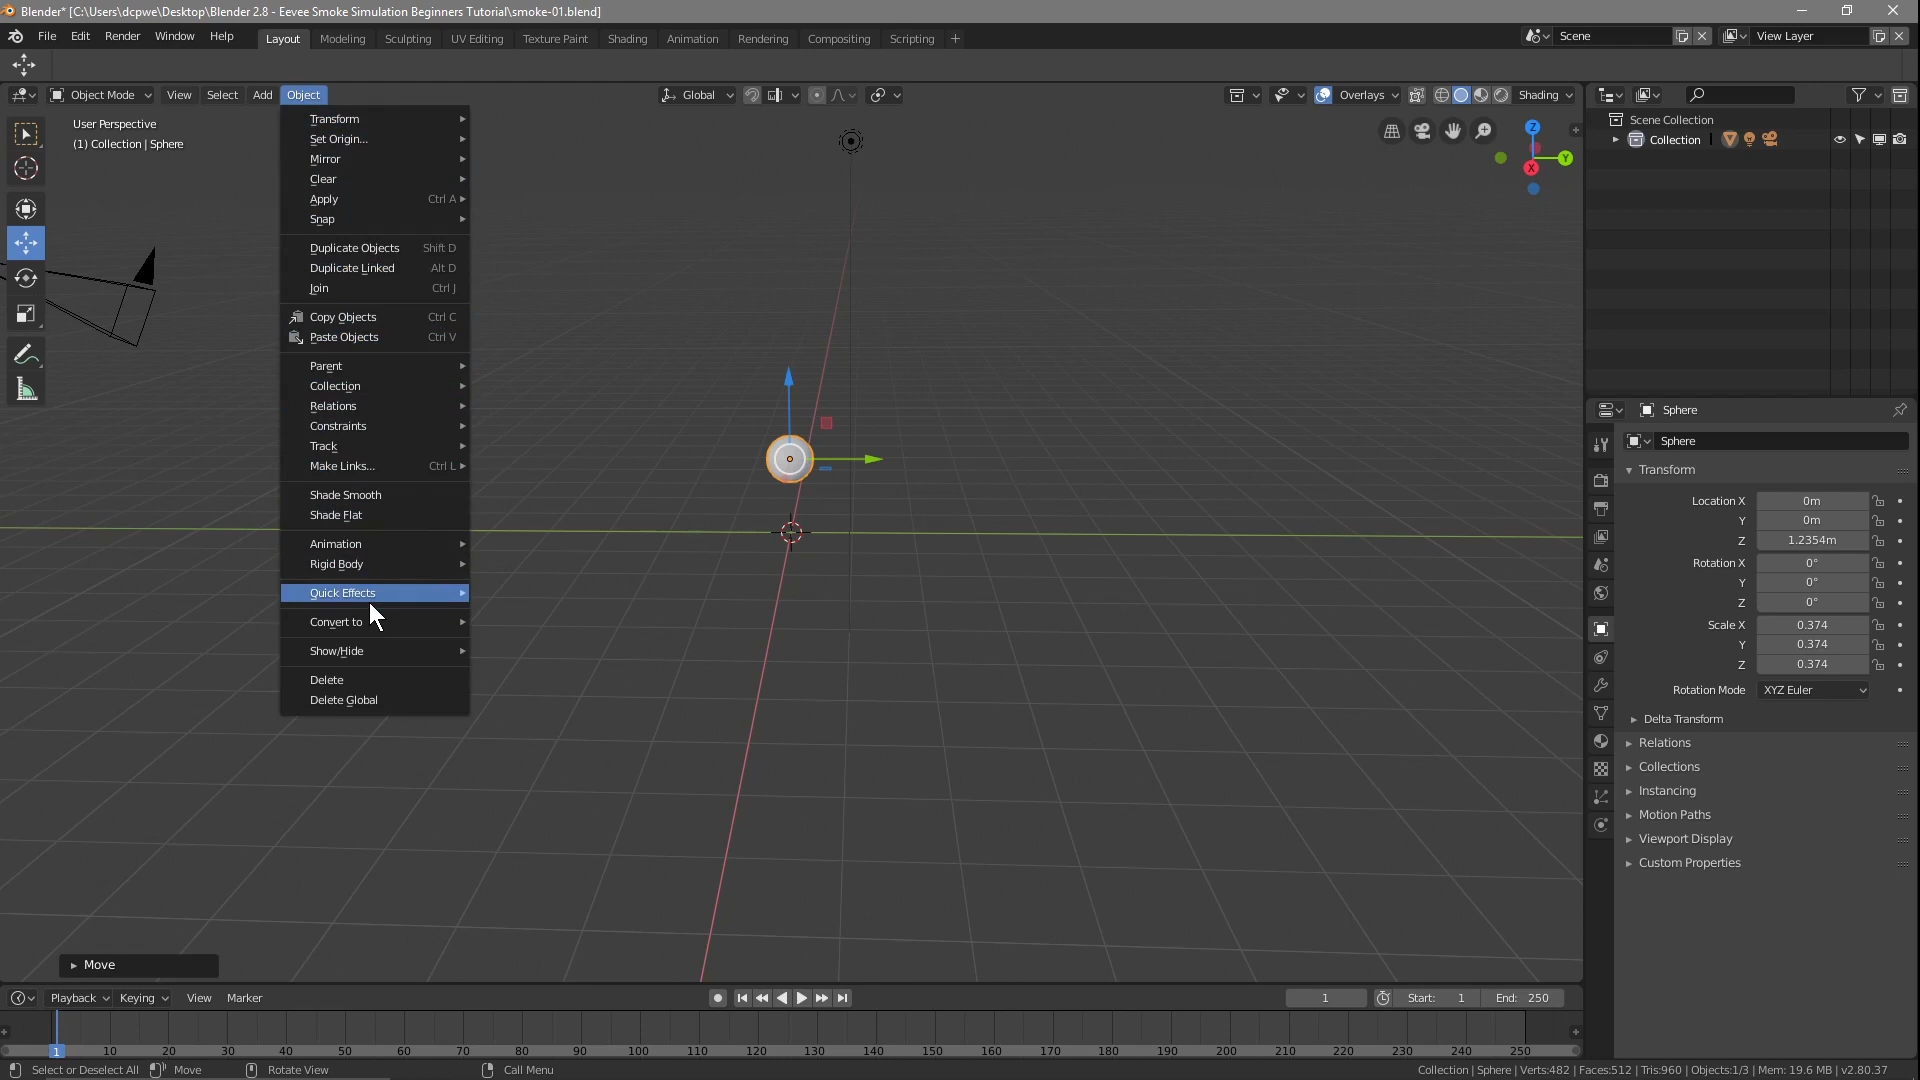 Blender* [C:\Users\dcpwe\Desktop\Blender 2.8 - Eevee Smoke Simulation Beginners Tutorial\smoke-01.blend]
File Edit Render Window Help Layout Modeling Sculpting UV Editing Texture Paint Shading Animation Rendering Compositing Scripting + Scene View Layer
Object Mode View Select Add Object Global Overlays Shading
User Perspective
(1) Collection | Sphere
Transform
Set Origin...
Mirror
Clear
Apply Ctrl A
Snap
Duplicate Objects Shift D
Duplicate Linked Alt D
Join Ctrl J
Copy Objects Ctrl C
Paste Objects Ctrl V
Parent
Collection
Relations
Constraints
Track
Make Links... Ctrl L
Shade Smooth
Shade Flat
Animation
Rigid Body
Quick Effects
Convert to
Show/Hide
Delete
Delete Global
Z
Y
X
Scene Collection
Collection
Sphere
Sphere
Transform
Location X 0m
Y 0m
Z 1.2354m
Rotation X 0°
Y 0°
Z 0°
Scale X 0.374
Y 0.374
Z 0.374
Rotation Mode XYZ Euler
Delta Transform
Relations
Collections
Instancing
Motion Paths
Viewport Display
Custom Properties
Move
Playback Keying View Marker 1 Start: 1 End: 250
1 10 20 30 40 50 60 70 80 90 100 110 120 130 140 150 160 170 180 190 200 210 220 230 240 250
Select or Deselect All Move Rotate View Call Menu Collection | Sphere | Verts:482 | Faces:512 | Tris:960 | Objects:1/3 | Mem: 19.6 MB | v2.80.37